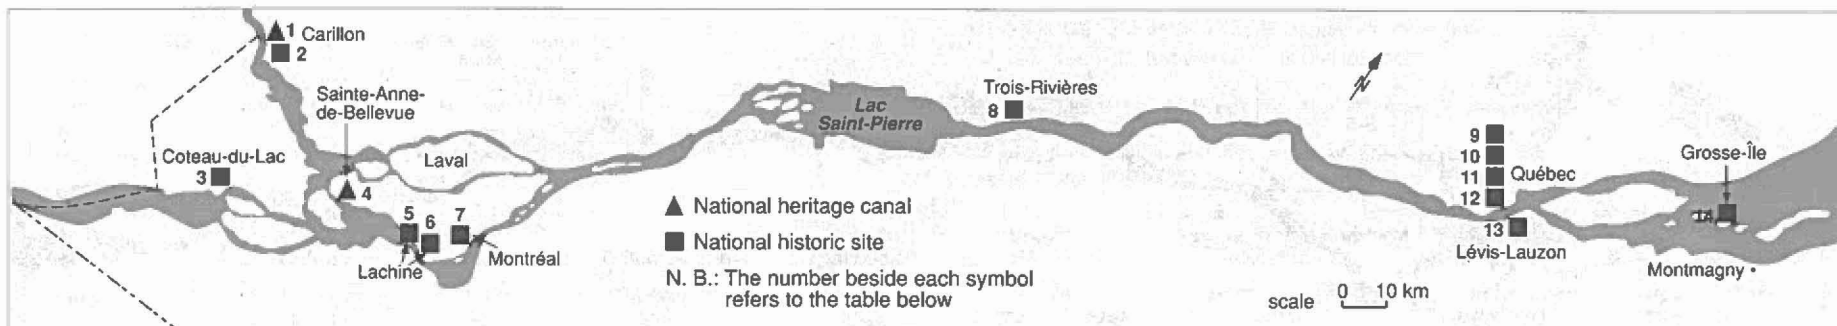 1 Carillon
2
Sainte-Anne-
de-Bellevue
Coteau-du-Lac
3
Laval
4
5
6
7
Lachine
Montréal
Lac
Saint-Pierre
Trois-Rivières
8
N
9
10
11
12
Québec
13
Lévis-Lauzon
Grosse-Île
14
Montmagny
National heritage canal
National historic site
N. B.: The number beside each symbol
refers to the table below
scale 0 10 km